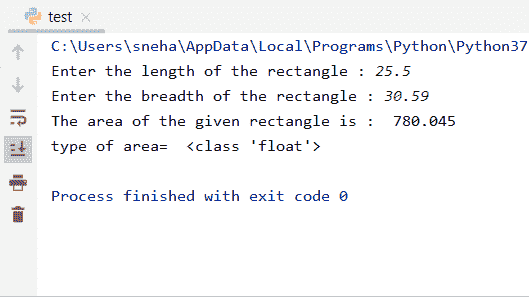 test
C:\Users\sneha\AppData\Local\Programs\Python\Python37
Enter the length of the rectangle : 25.5
Enter the breadth of the rectangle : 30.59
The area of the given rectangle is :  780.045
type of area=  <class 'float'>
Process finished with exit code 0